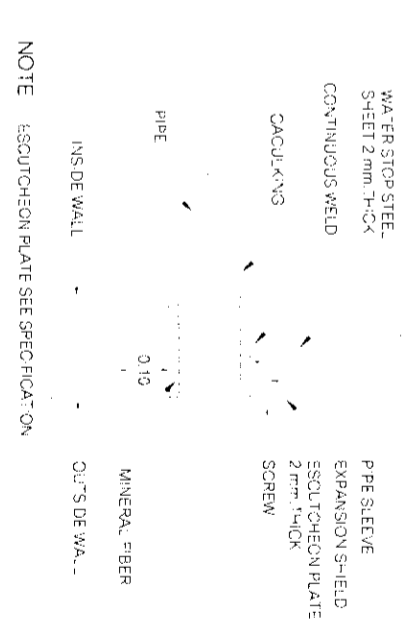 WATER STOP STEEL
SHEET 2 mm. THICK
CONTINUOUS WELD
CACULKING
PIPE
INSIDE WALL
PIPE SLEEVE
EXPANSION SHIELD
ESCUTCHEON PLATE
2 mm. THICK
SCREW
0.10
MINERAL FIBER
OUTSIDE WALL
NOTE ESCUTCHEON PLATE SEE SPECIFICATION